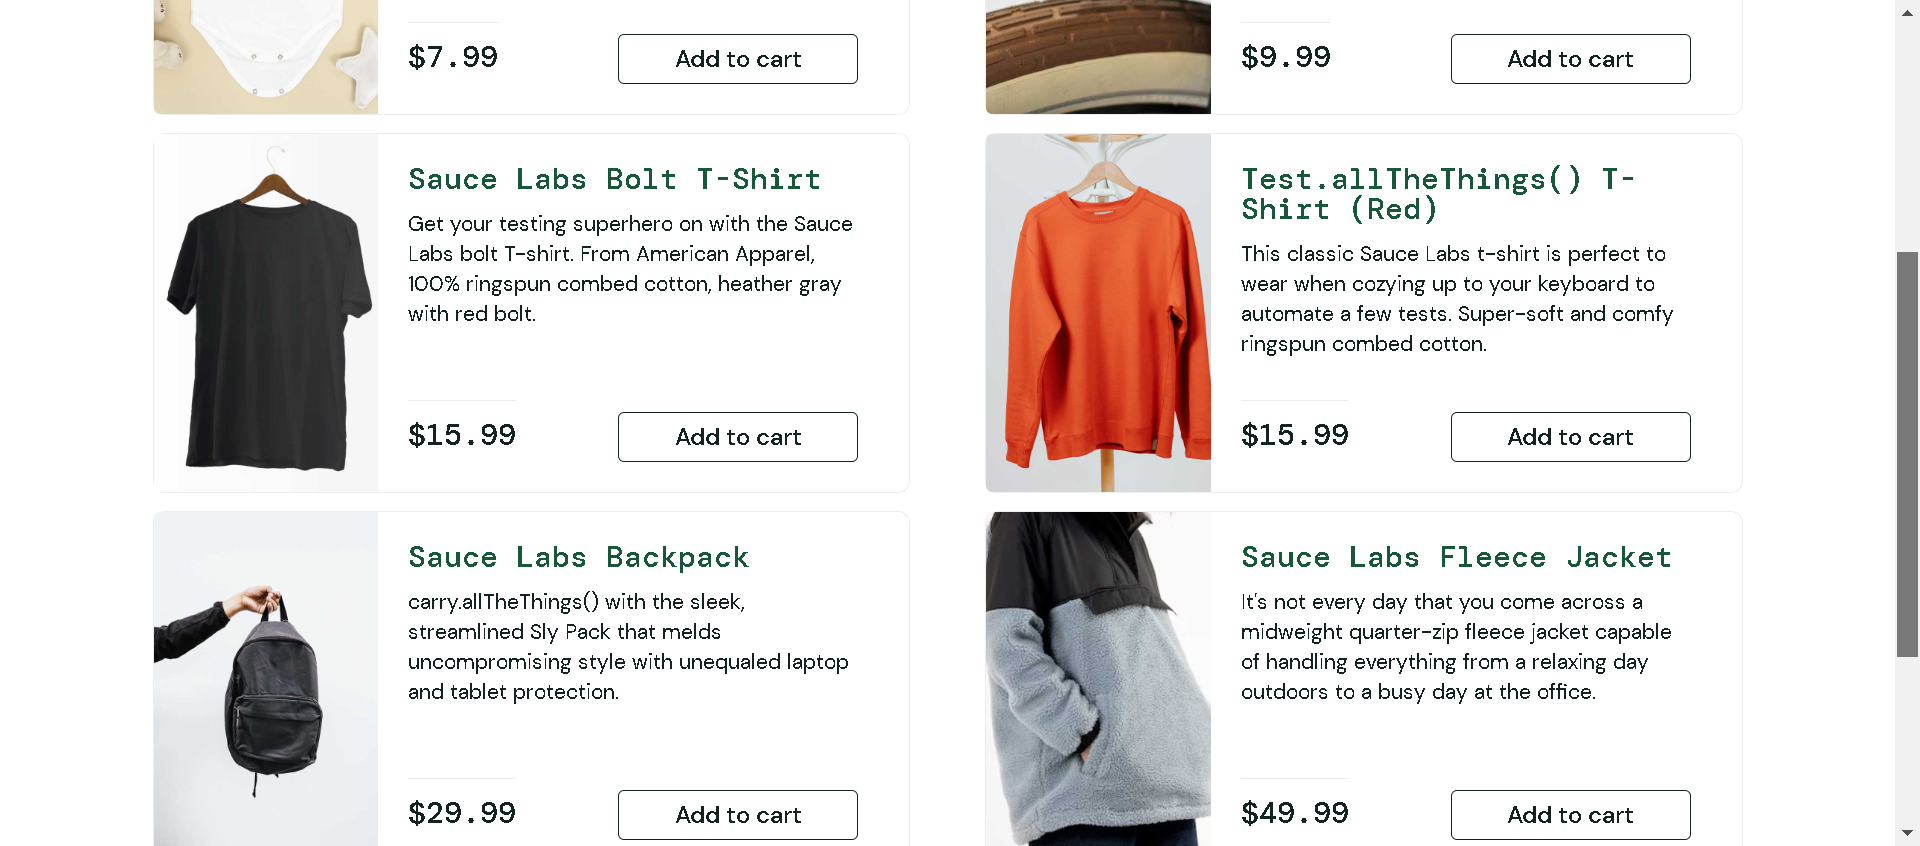 $7.99
Add to cart
$9.99
Add to cart
Sauce Labs Bolt T-Shirt
Get your testing superhero on with the Sauce
Labs bolt T-shirt. From American Apparel,
100% ringspun combed cotton, heather gray
with red bolt.
$15.99
Add to cart
Test.allTheThings() T-
Shirt (Red)
This classic Sauce Labs t-shirt is perfect to
wear when cozying up to your keyboard to
automate a few tests. Super-soft and comfy
ringspun combed cotton.
$15.99
Add to cart
Sauce Labs Backpack
carry.allTheThings() with the sleek,
streamlined Sly Pack that melds
uncompromising style with unequaled laptop
and tablet protection.
$29.99
Add to cart
Sauce Labs Fleece Jacket
It's not every day that you come across a
midweight quarter-zip fleece jacket capable
of handling everything from a relaxing day
outdoors to a busy day at the office.
$49.99
Add to cart